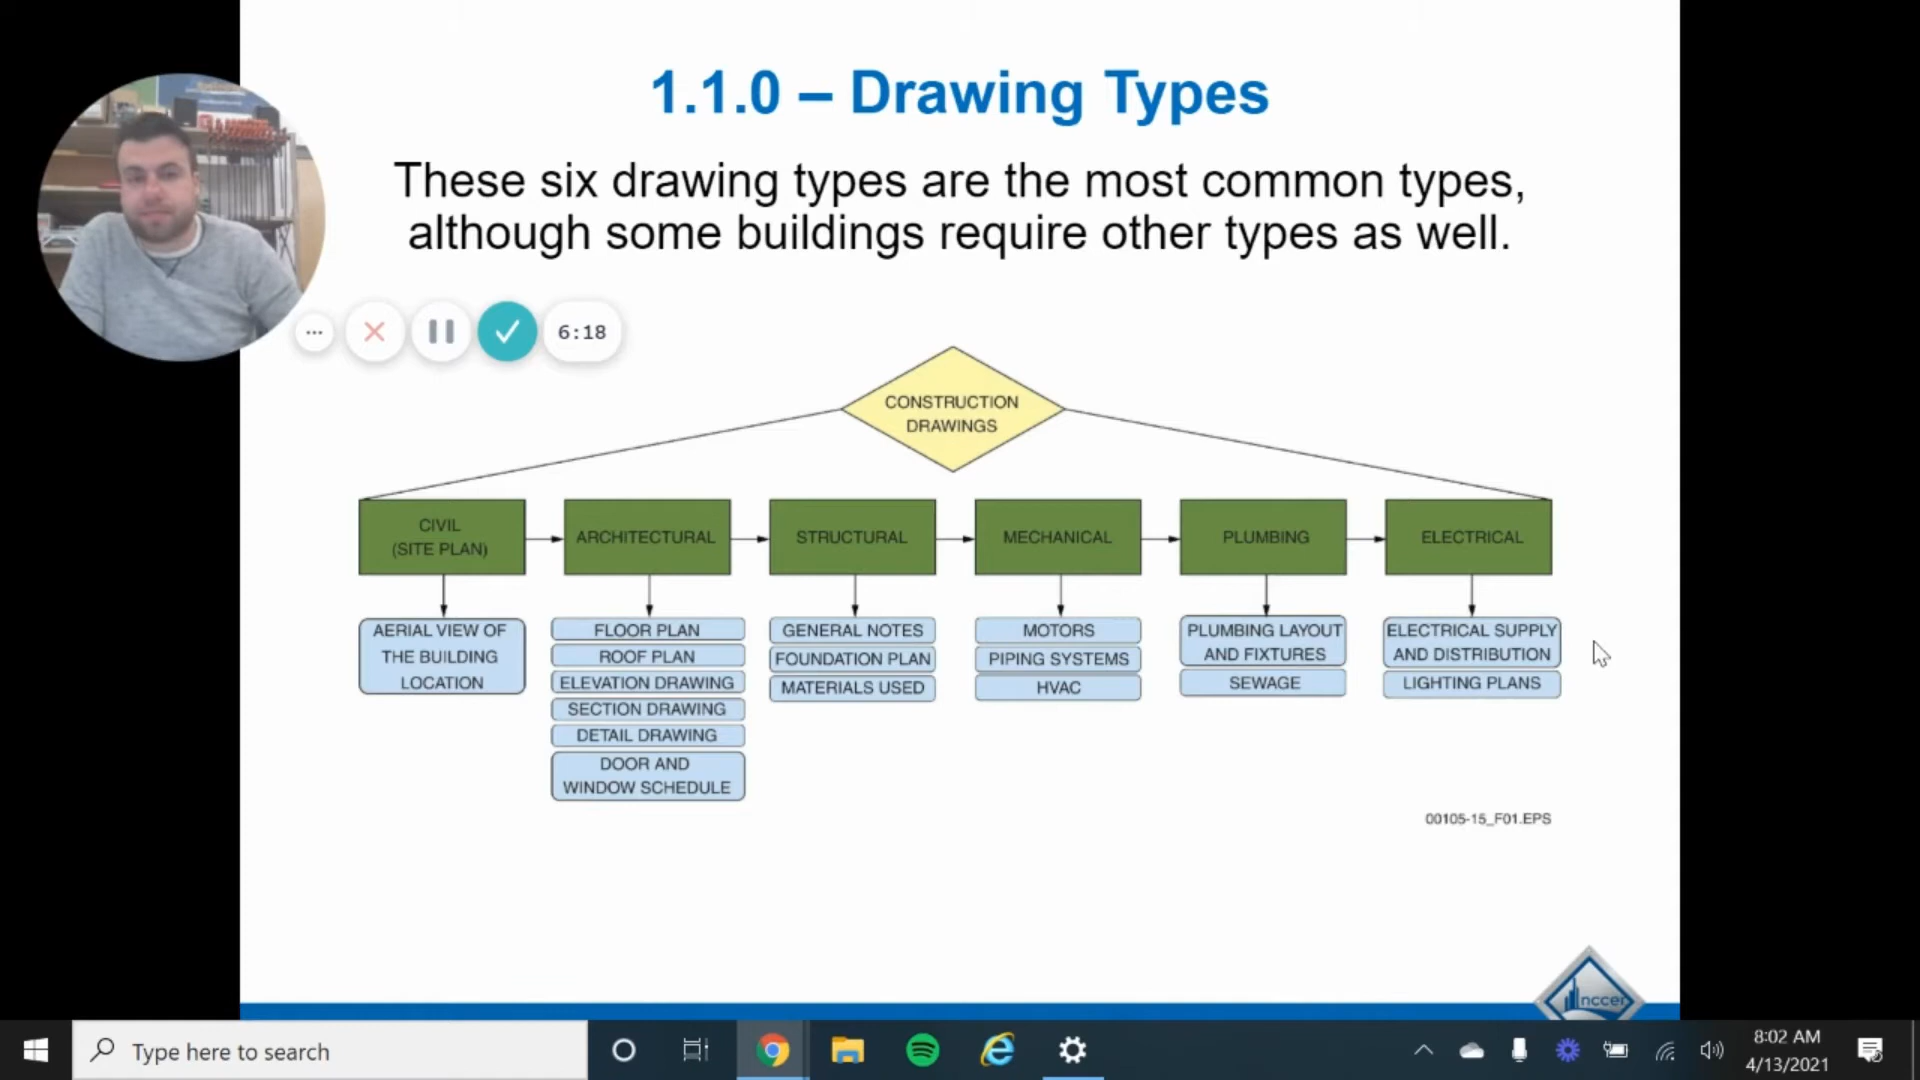 1.1.0 – Drawing Types
These six drawing types are the most common types,
although some buildings require other types as well.
6:18
CONSTRUCTION
DRAWINGS
CIVIL
(SITE PLAN)
ARCHITECTURAL
STRUCTURAL
MECHANICAL
PLUMBING
ELECTRICAL
AERIAL VIEW OF
THE BUILDING
LOCATION
FLOOR PLAN
ROOF PLAN
ELEVATION DRAWING
SECTION DRAWING
DETAIL DRAWING
DOOR AND
WINDOW SCHEDULE
GENERAL NOTES
FOUNDATION PLAN
MATERIALS USED
MOTORS
PIPING SYSTEMS
HVAC
PLUMBING LAYOUT
AND FIXTURES
SEWAGE
ELECTRICAL SUPPLY
AND DISTRIBUTION
LIGHTING PLANS
00105-15_F01.EPS
nccer
Type here to search
8:02 AM
4/13/2021